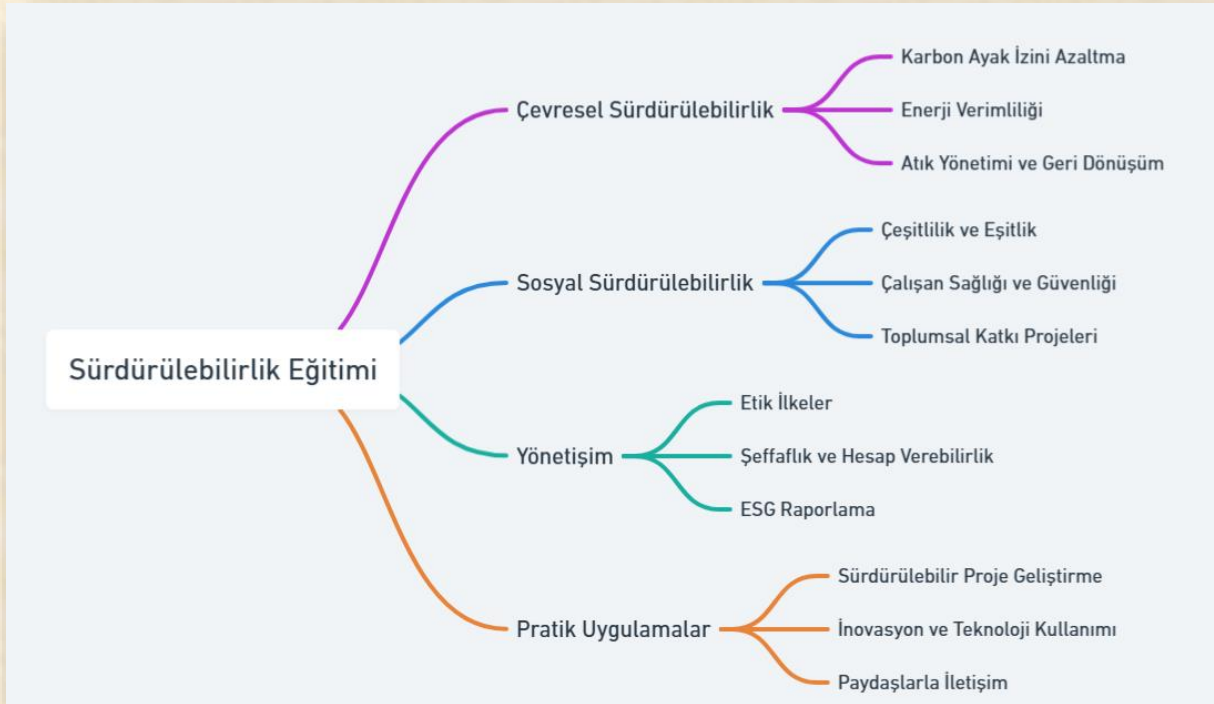 Sürdürülebilirlik Eğitimi
Çevresel Sürdürülebilirlik
Karbon Ayak İzini Azaltma
Enerji Verimliliği
Atık Yönetimi ve Geri Dönüşüm
Sosyal Sürdürülebilirlik
Çeşitlilik ve Eşitlik
Çalışan Sağlığı ve Güvenliği
Toplumsal Katkı Projeleri
Yönetişim
Etik İlkeler
Şeffaflık ve Hesap Verebilirlik
ESG Raporlama
Pratik Uygulamalar
Sürdürülebilir Proje Geliştirme
İnovasyon ve Teknoloji Kullanımı
Paydaşlarla İletişim